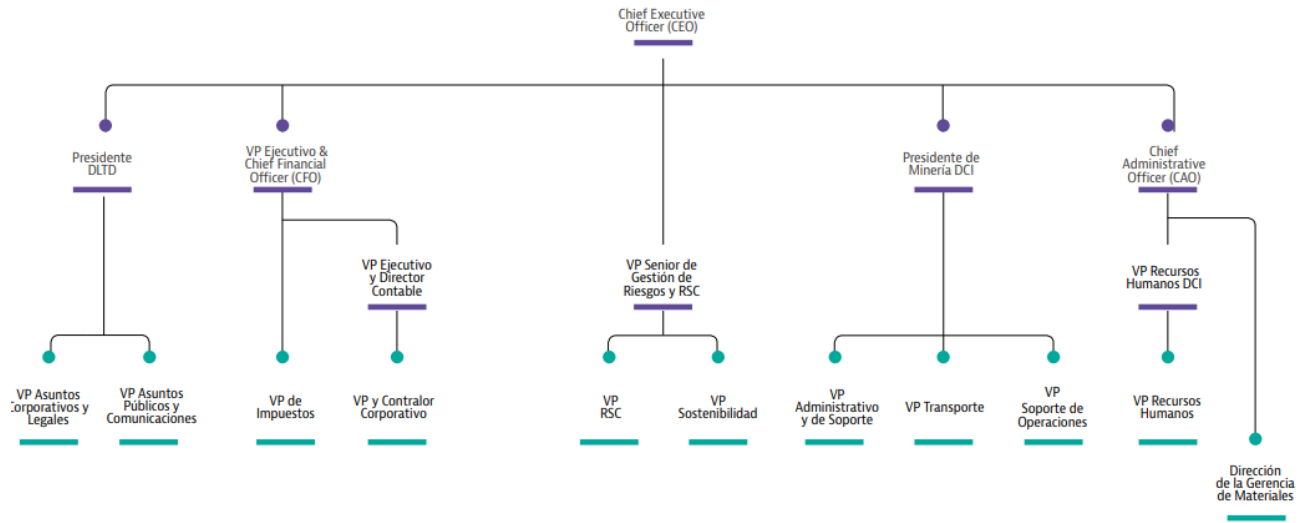 Chief Executive
Officer (CEO)
Presidente
DLTD
VP Ejecutivo &
Chief Financial
Officer (CFO)
Presidente de
Minería DCI
Chief
Administrative
Officer (CAO)
VP Ejecutivo
y Director
Contable
VP Senior de
Gestión de
Riesgos y RSC
VP Recursos
Humanos DCI
VP Asuntos
Corporativos y
Legales
VP Asuntos
Públicos y
Comunicaciones
VP de
Impuestos
VP y Contralor
Corporativo
VP
RSC
VP
Sostenibilidad
VP
Administrativo
y de Soporte
VP Transporte
VP
Soporte de
Operaciones
VP Recursos
Humanos
Dirección
de la Gerencia
de Materiales